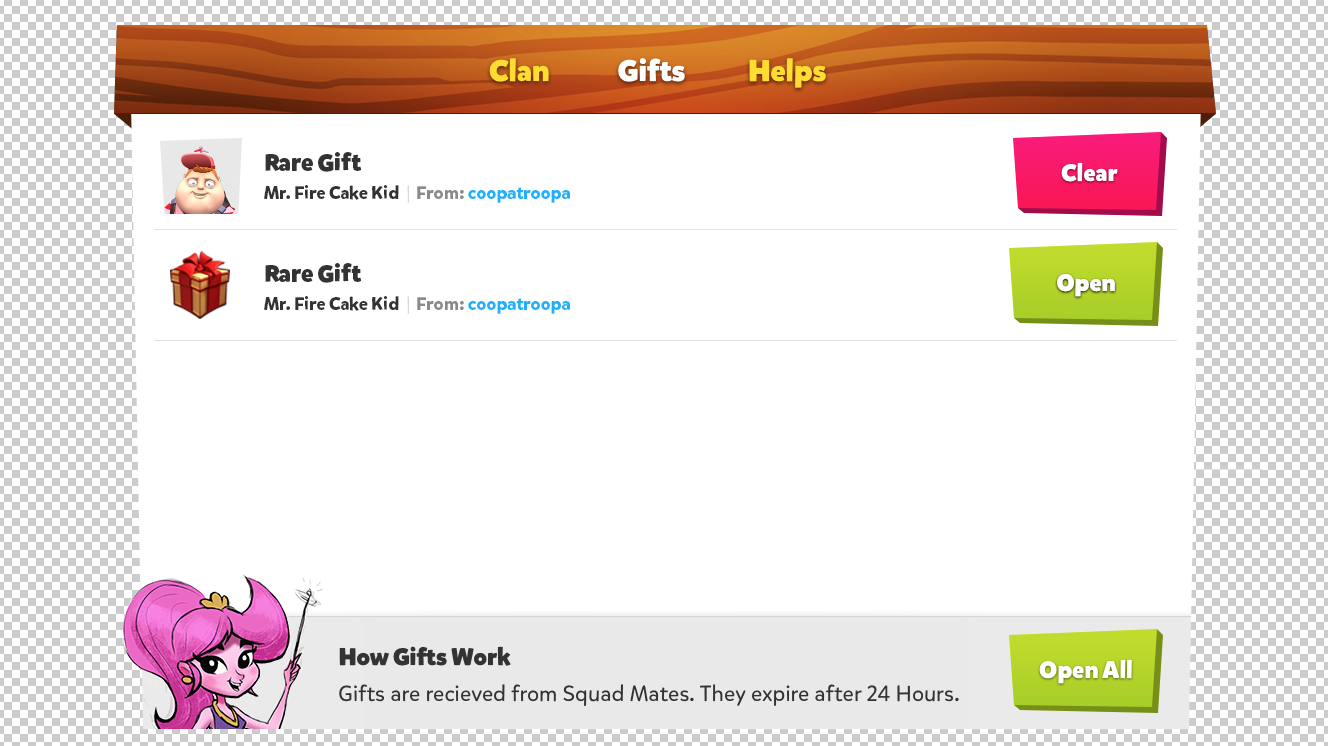 Clan Gifts Helps
Rare Gift
Mr. Fire Cake Kid | From: coopatroopa
Clear
Rare Gift
Mr. Fire Cake Kid | From: coopatroopa
Open
How Gifts Work
Gifts are recieved from Squad Mates. They expire after 24 Hours.
Open All